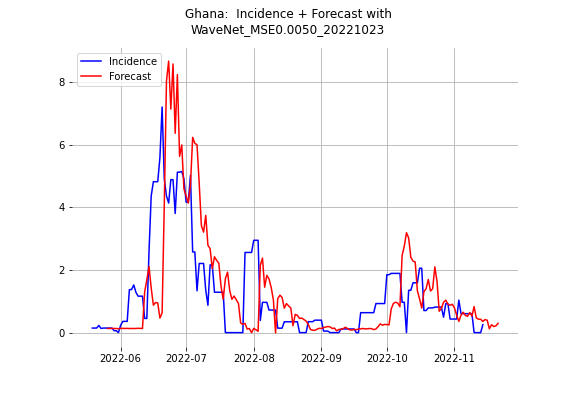 Ghana:  Incidence + Forecast with
WaveNet_MSE0.0050_20221023
Incidence
Forecast
8
6
4
2
0
2022-06 2022-07 2022-08 2022-09 2022-10 2022-11